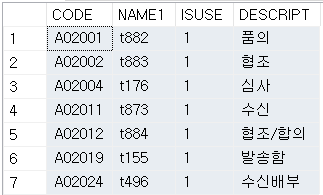 CODE NAME1 ISUSE DESCRIPT
1 A02001 t882 1 품의
2 A02002 t883 1 협조
3 A02004 t176 1 심사
4 A02011 t873 1 수신
5 A02012 t884 1 협조/합의
6 A02019 t155 1 발송함
7 A02024 t496 1 수신배부